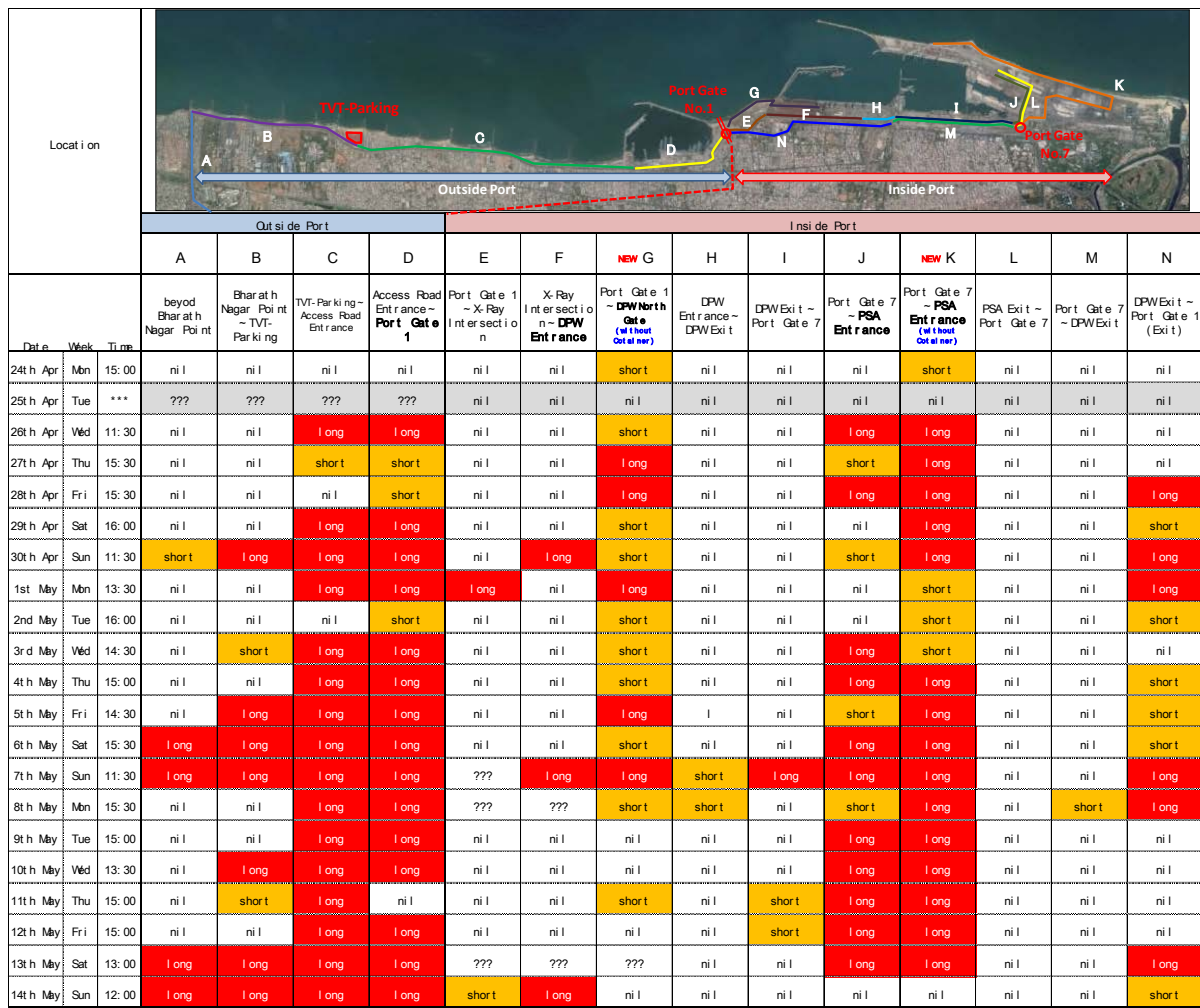 Location
TVT-Parking
Port Gate
No.1
Port Gate
No.7
A
B
C
D
E
F
G
H
I
J
K
L
M
N
Outside Port
Inside Port
Outside Port Inside Port
A B C D E F NEW G H I J NEW K L M N
Date Week Time beyod Bharath Nagar Point Bharath Nagar Point ~ TVT-Parking TVT-Parking ~ Access Road Entrance Access Road Entrance ~ Port Gate 1 Port Gate 1 ~ X-Ray Intersection X-Ray Intersection ~ DPW Entrance Port Gate 1 ~ DPW North Gate (without Cotainer) DPW Entrance ~ DPW Exit DPW Exit ~ Port Gate 7 Port Gate 7 ~ PSA Entrance Port Gate 7 ~ PSA Entrance (without Cotainer) PSA Exit ~ Port Gate 7 Port Gate 7 ~ DPW Exit DPW Exit ~ Port Gate 1 (Exit)
24th Apr Mon 15:00 nil nil nil nil nil nil short nil nil nil short nil nil nil
25th Apr Tue *** ??? ??? ??? ??? nil nil nil nil nil nil nil nil nil nil
26th Apr Wed 11:30 nil nil long long nil nil short nil nil long long nil nil nil
27th Apr Thu 15:30 nil nil short short nil nil long nil nil short long nil nil nil
28th Apr Fri 15:30 nil nil nil short nil nil long nil nil long long nil nil long
29th Apr Sat 16:00 nil nil long long nil nil short nil nil nil long nil nil short
30th Apr Sun 11:30 short long long long nil long short nil nil short long nil nil long
1st May Mon 13:30 nil nil long long long nil long nil nil nil short nil nil long
2nd May Tue 16:00 nil nil nil short nil nil short nil nil nil short nil nil short
3rd May Wed 14:30 nil short long long nil nil short nil nil long short nil nil nil
4th May Thu 15:00 nil nil long long nil nil short nil nil long long nil nil short
5th May Fri 14:30 nil long long long nil nil long l nil short long nil nil short
6th May Sat 15:30 long long long long nil nil short nil nil long long nil nil short
7th May Sun 11:30 long long long long ??? long long short long long long nil nil long
8th May Mon 15:30 nil nil long long ??? ??? short short nil short long nil short long
9th May Tue 15:00 nil nil long long nil nil nil nil nil long long nil nil nil
10th May Wed 13:30 nil long long long nil nil nil nil nil long long nil nil nil
11th May Thu 15:00 nil short long nil nil nil short nil short long long nil nil nil
12th May Fri 15:00 nil nil long long nil nil nil nil short long long nil nil nil
13th May Sat 13:00 long long long long ??? ??? ??? nil nil long long nil nil long
14th May Sun 12:00 long long long long short long nil nil nil nil nil nil nil short